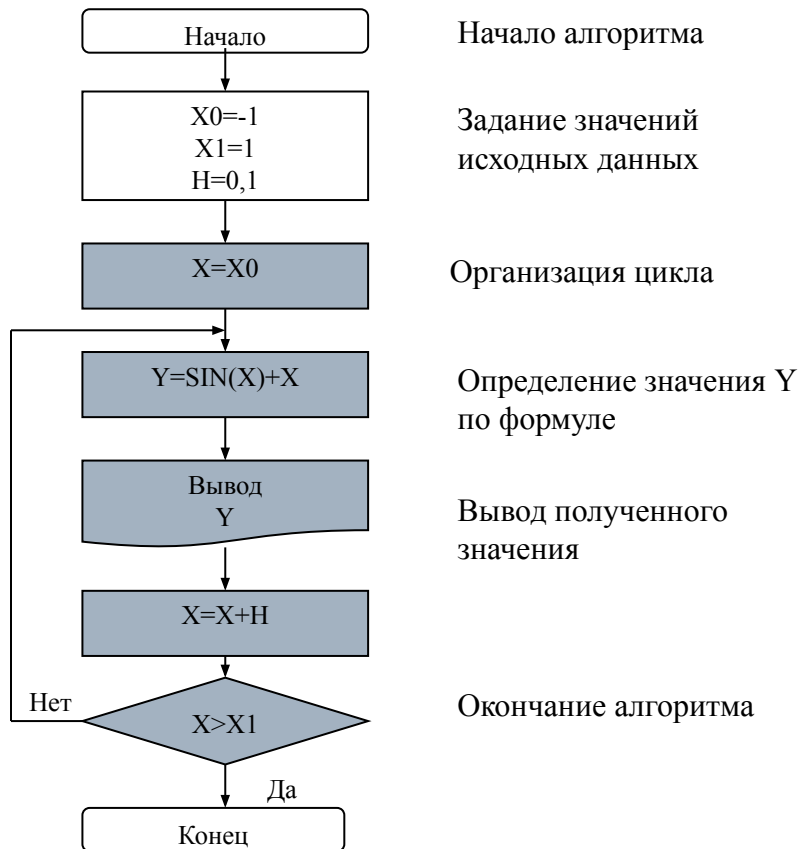 Начало
Начало алгоритма
X0=-1
X1=1
H=0,1
Задание значений
исходных данных
X=X0
Организация цикла
Y=SIN(X)+X
Определение значения Y
по формуле
Вывод
Y
Вывод полученного
значения
X=X+H
Нет
X>X1
Окончание алгоритма
Да
Конец